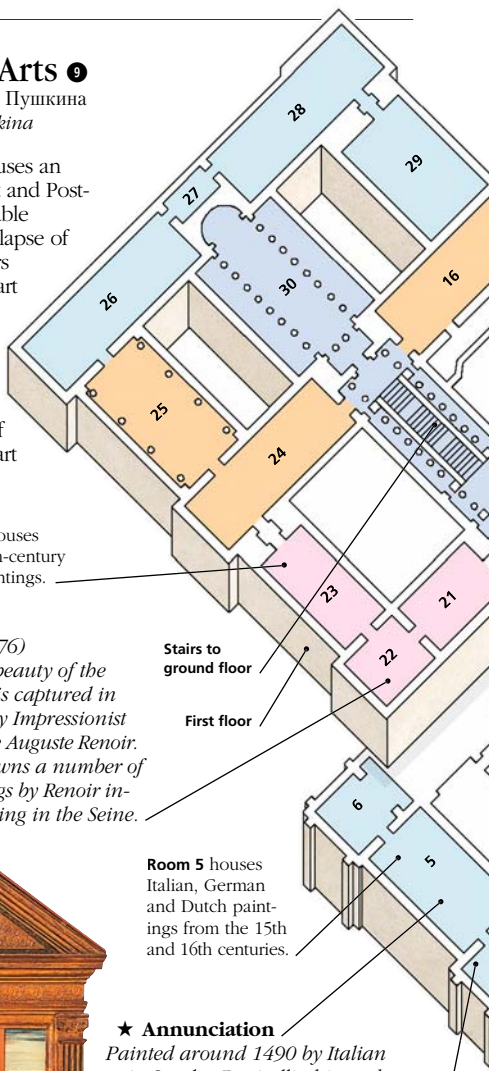 Arts 9
Пушкина
kina
uses an
t and Post-
able
lapse of
rs
art
f
art
ouses
n-century
ntings.
76)
beauty of the
is captured in
y Impressionist
Auguste Renoir.
wns a number of
gs by Renoir in-
ing in the Seine.
28
29
27
26
30
16
25
24
23
21
22
Stairs to
ground floor
First floor
6
5
Room 5 houses
Italian, German
and Dutch paint-
ings from the 15th
and 16th centuries.
★ Annunciation
Painted around 1490 by Italian